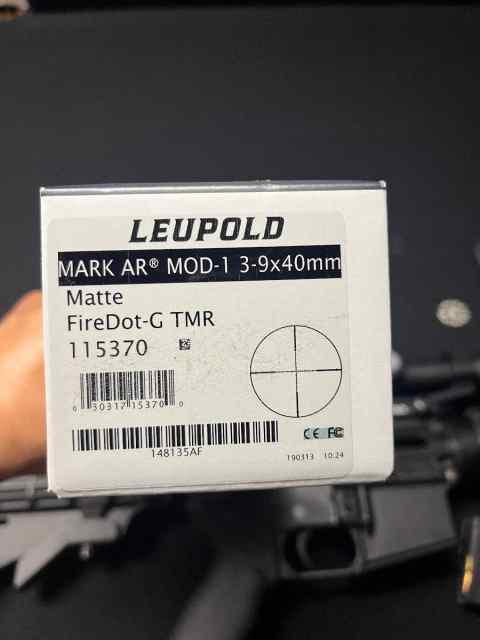 LEUPOLD
MARK AR® MOD-1 3-9x40mm
Matte
FireDot-G TMR
115370
0 30317 15370 0
148135AF
CE FC
190313 10:24